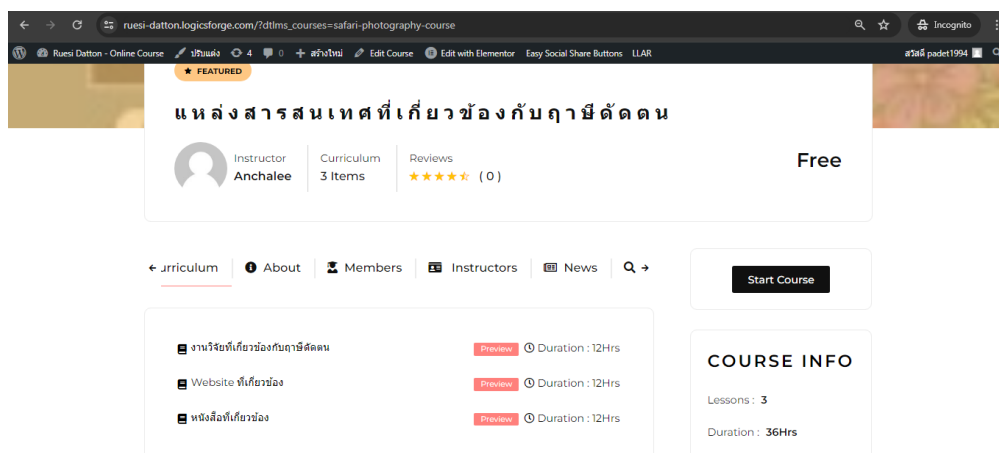 ruesi-datton.logicsforge.com/?dtlms_courses=safari-photography-course Incognito
Ruesi Datton - Online Course ปรับแต่ง 4 0 + สร้างใหม่ Edit Course Edit with Elementor Easy Social Share Buttons LLAR สวัสดี padet1994
★ FEATURED
แหล่งสารสนเทศที่เกี่ยวข้องกับฤาษีดัดตน
Instructor Curriculum Reviews
Anchalee 3 Items ( 0 )
Free
urriculum About Members Instructors News
Start Course
งานวิจัยที่เกี่ยวข้องกับฤาษีดัดตน Preview Duration : 12Hrs
Website ที่เกี่ยวข้อง Preview Duration : 12Hrs
หนังสือที่เกี่ยวข้อง Preview Duration : 12Hrs
COURSE INFO
Lessons : 3
Duration : 36Hrs